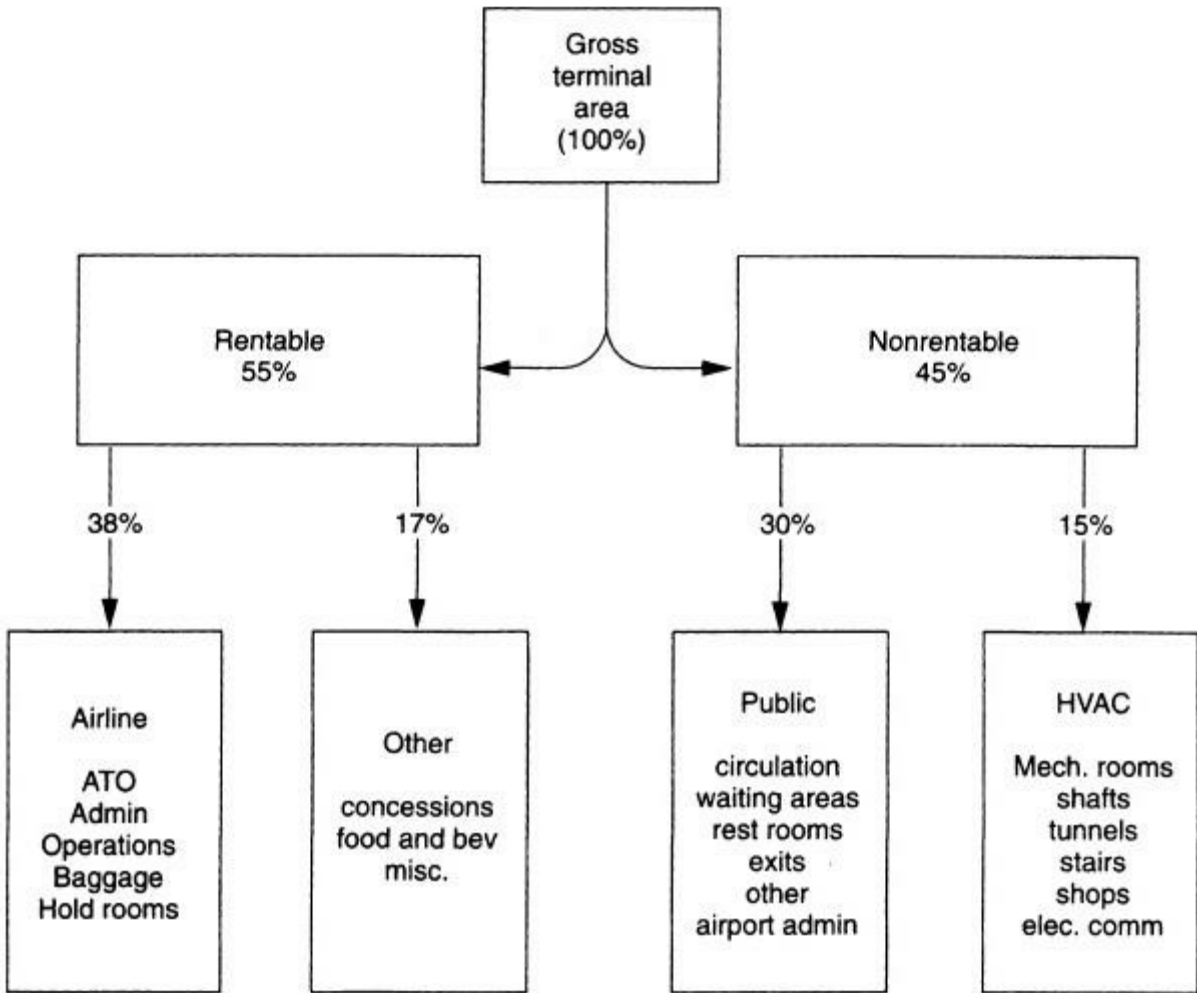 Gross
terminal
area
(100%)
Rentable
55%
Nonrentable
45%
38%
17%
30%
15%
Airline
ATO
Admin
Operations
Baggage
Hold rooms
Other
concessions
food and bev
misc.
Public
circulation
waiting areas
rest rooms
exits
other
airport admin
HVAC
Mech. rooms
shafts
tunnels
stairs
shops
elec. comm